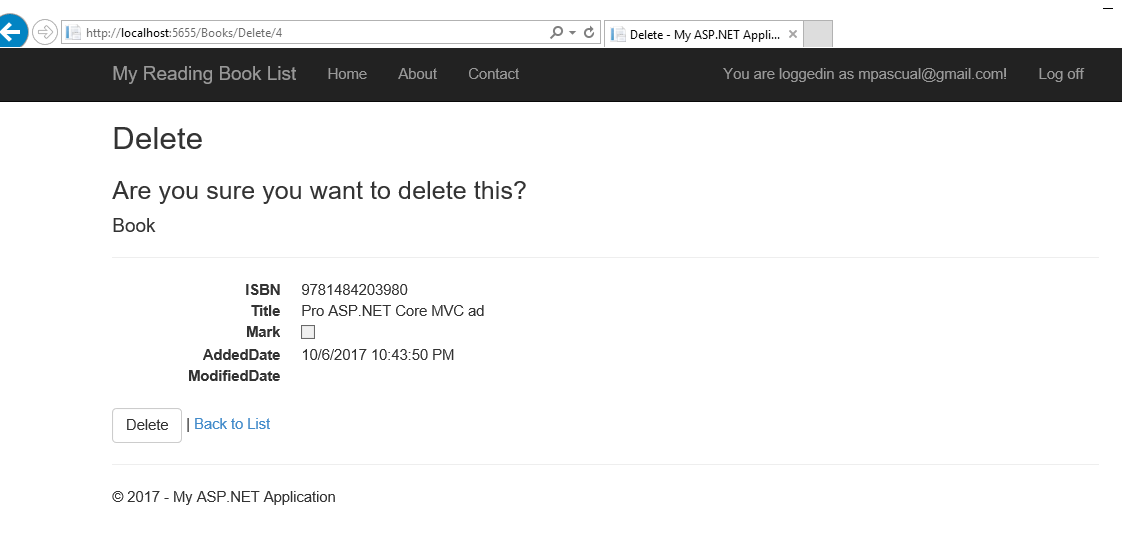 http://localhost:5655/Books/Delete/4
Delete - My ASP.NET Appli...
My Reading Book List Home About Contact You are loggedin as mpascual@gmail.com! Log off
Delete
Are you sure you want to delete this?
Book
ISBN 9781484203980
Title Pro ASP.NET Core MVC ad
Mark
AddedDate 10/6/2017 10:43:50 PM
ModifiedDate
Delete | Back to List
© 2017 - My ASP.NET Application